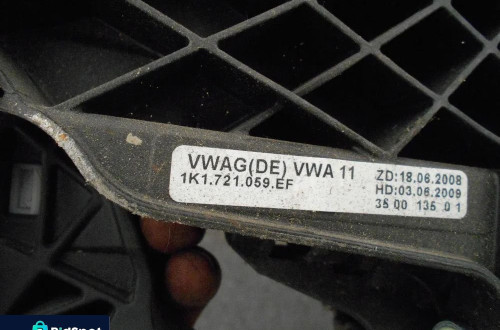 VWAG(DE) VWA 11
1K1.721.059.EF
ZD:18.06.2008
HD:03.06.2009
35 00 135 0 1
BidSpot